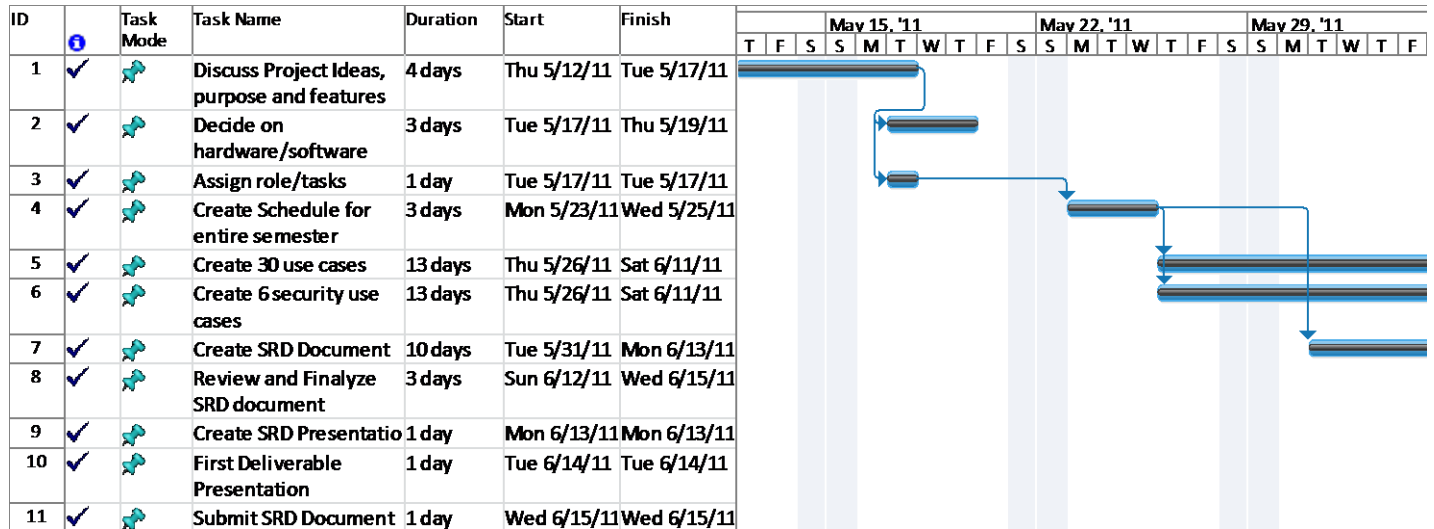 ID Task Mode Task Name Duration Start Finish
May 15, '11 May 22, '11 May 29, '11
T F S S M T W T F S S M T W T F S S M T W T F
1 Discuss Project Ideas, purpose and features 4 days Thu 5/12/11 Tue 5/17/11
2 Decide on hardware/software 3 days Tue 5/17/11 Thu 5/19/11
3 Assign role/tasks 1 day Tue 5/17/11 Tue 5/17/11
4 Create Schedule for entire semester 3 days Mon 5/23/11 Wed 5/25/11
5 Create 30 use cases 13 days Thu 5/26/11 Sat 6/11/11
6 Create 6 security use cases 13 days Thu 5/26/11 Sat 6/11/11
7 Create SRD Document 10 days Tue 5/31/11 Mon 6/13/11
8 Review and Finalyze SRD document 3 days Sun 6/12/11 Wed 6/15/11
9 Create SRD Presentatio 1 day Mon 6/13/11 Mon 6/13/11
10 First Deliverable Presentation 1 day Tue 6/14/11 Tue 6/14/11
11 Submit SRD Document 1 day Wed 6/15/11 Wed 6/15/11